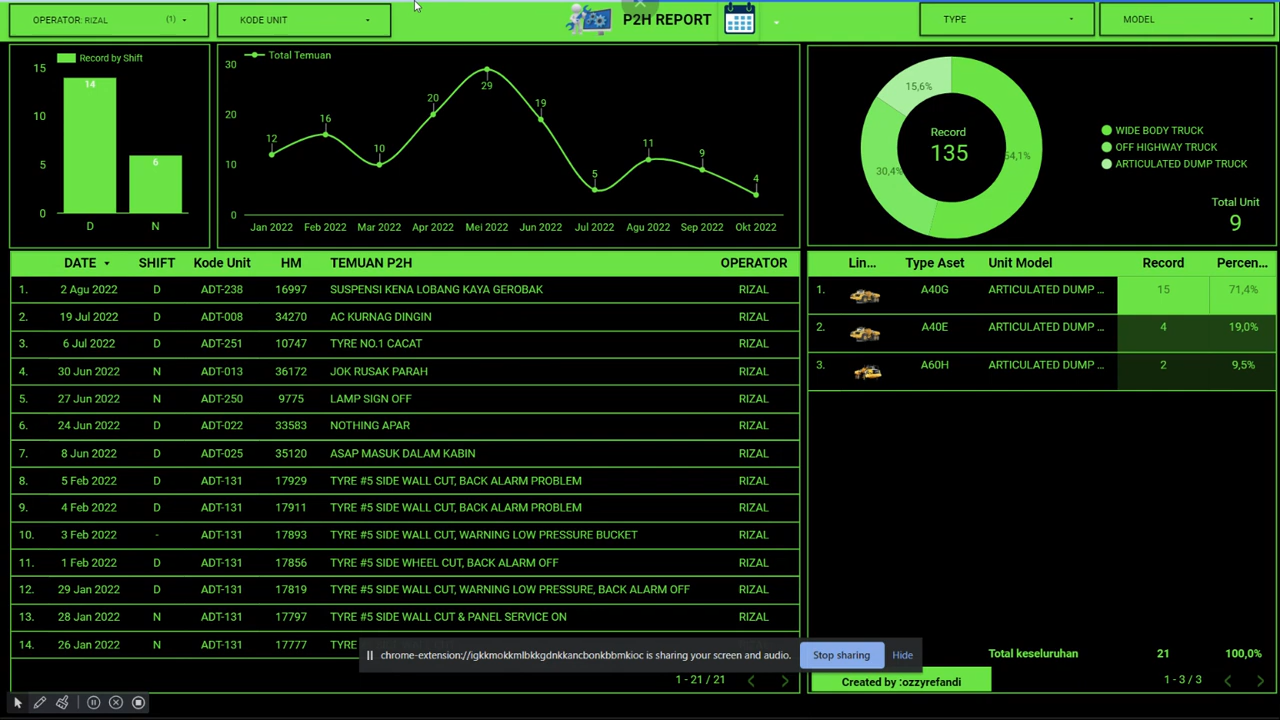 OPERATOR: RIZAL (1)
KODE UNIT
P2H REPORT
TYPE
MODEL
Record by Shift
15
10
5
0
14
6
D N
Total Temuan
30
20
10
0
12 16 10 20 29 19 5 11 9 4
Jan 2022 Feb 2022 Mar 2022 Apr 2022 Mei 2022 Jun 2022 Jul 2022 Agu 2022 Sep 2022 Okt 2022
15,6%
30,4%
54,1%
Record
135
WIDE BODY TRUCK
OFF HIGHWAY TRUCK
ARTICULATED DUMP TRUCK
Total Unit
9
DATE SHIFT Kode Unit HM TEMUAN P2H OPERATOR
1. 2 Agu 2022 D ADT-238 16997 SUSPENSI KENA LOBANG KAYA GEROBAK RIZAL
2. 19 Jul 2022 D ADT-008 34270 AC KURNAG DINGIN RIZAL
3. 6 Jul 2022 D ADT-251 10747 TYRE NO.1 CACAT RIZAL
4. 30 Jun 2022 N ADT-013 36172 JOK RUSAK PARAH RIZAL
5. 27 Jun 2022 N ADT-250 9775 LAMP SIGN OFF RIZAL
6. 24 Jun 2022 D ADT-022 33583 NOTHING APAR RIZAL
7. 8 Jun 2022 D ADT-025 35120 ASAP MASUK DALAM KABIN RIZAL
8. 5 Feb 2022 D ADT-131 17929 TYRE #5 SIDE WALL CUT, BACK ALARM PROBLEM RIZAL
9. 4 Feb 2022 D ADT-131 17911 TYRE #5 SIDE WALL CUT, BACK ALARM PROBLEM RIZAL
10. 3 Feb 2022 - ADT-131 17893 TYRE #5 SIDE WALL CUT, WARNING LOW PRESSURE BUCKET RIZAL
11. 1 Feb 2022 D ADT-131 17856 TYRE #5 SIDE WHEEL CUT, BACK ALARM OFF RIZAL
12. 29 Jan 2022 D ADT-131 17819 TYRE #5 SIDE WALL CUT, WARNING LOW PRESSURE, BACK ALARM OFF RIZAL
13. 28 Jan 2022 N ADT-131 17797 TYRE #5 SIDE WALL CUT & PANEL SERVICE ON RIZAL
14. 26 Jan 2022 N ADT-131 17777 TYRE
1 - 21 / 21
Lin... Type Aset Unit Model Record Percen...
1. A40G ARTICULATED DUMP ... 15 71,4%
2. A40E ARTICULATED DUMP ... 4 19,0%
3. A60H ARTICULATED DUMP ... 2 9,5%
Total keseluruhan 21 100,0%
1 - 3 / 3
Created by :ozzyrefandi
chrome-extension://igkkmokkmlbkkgdnkkancbonkbbmkioc is sharing your screen and audio.
Stop sharing
Hide